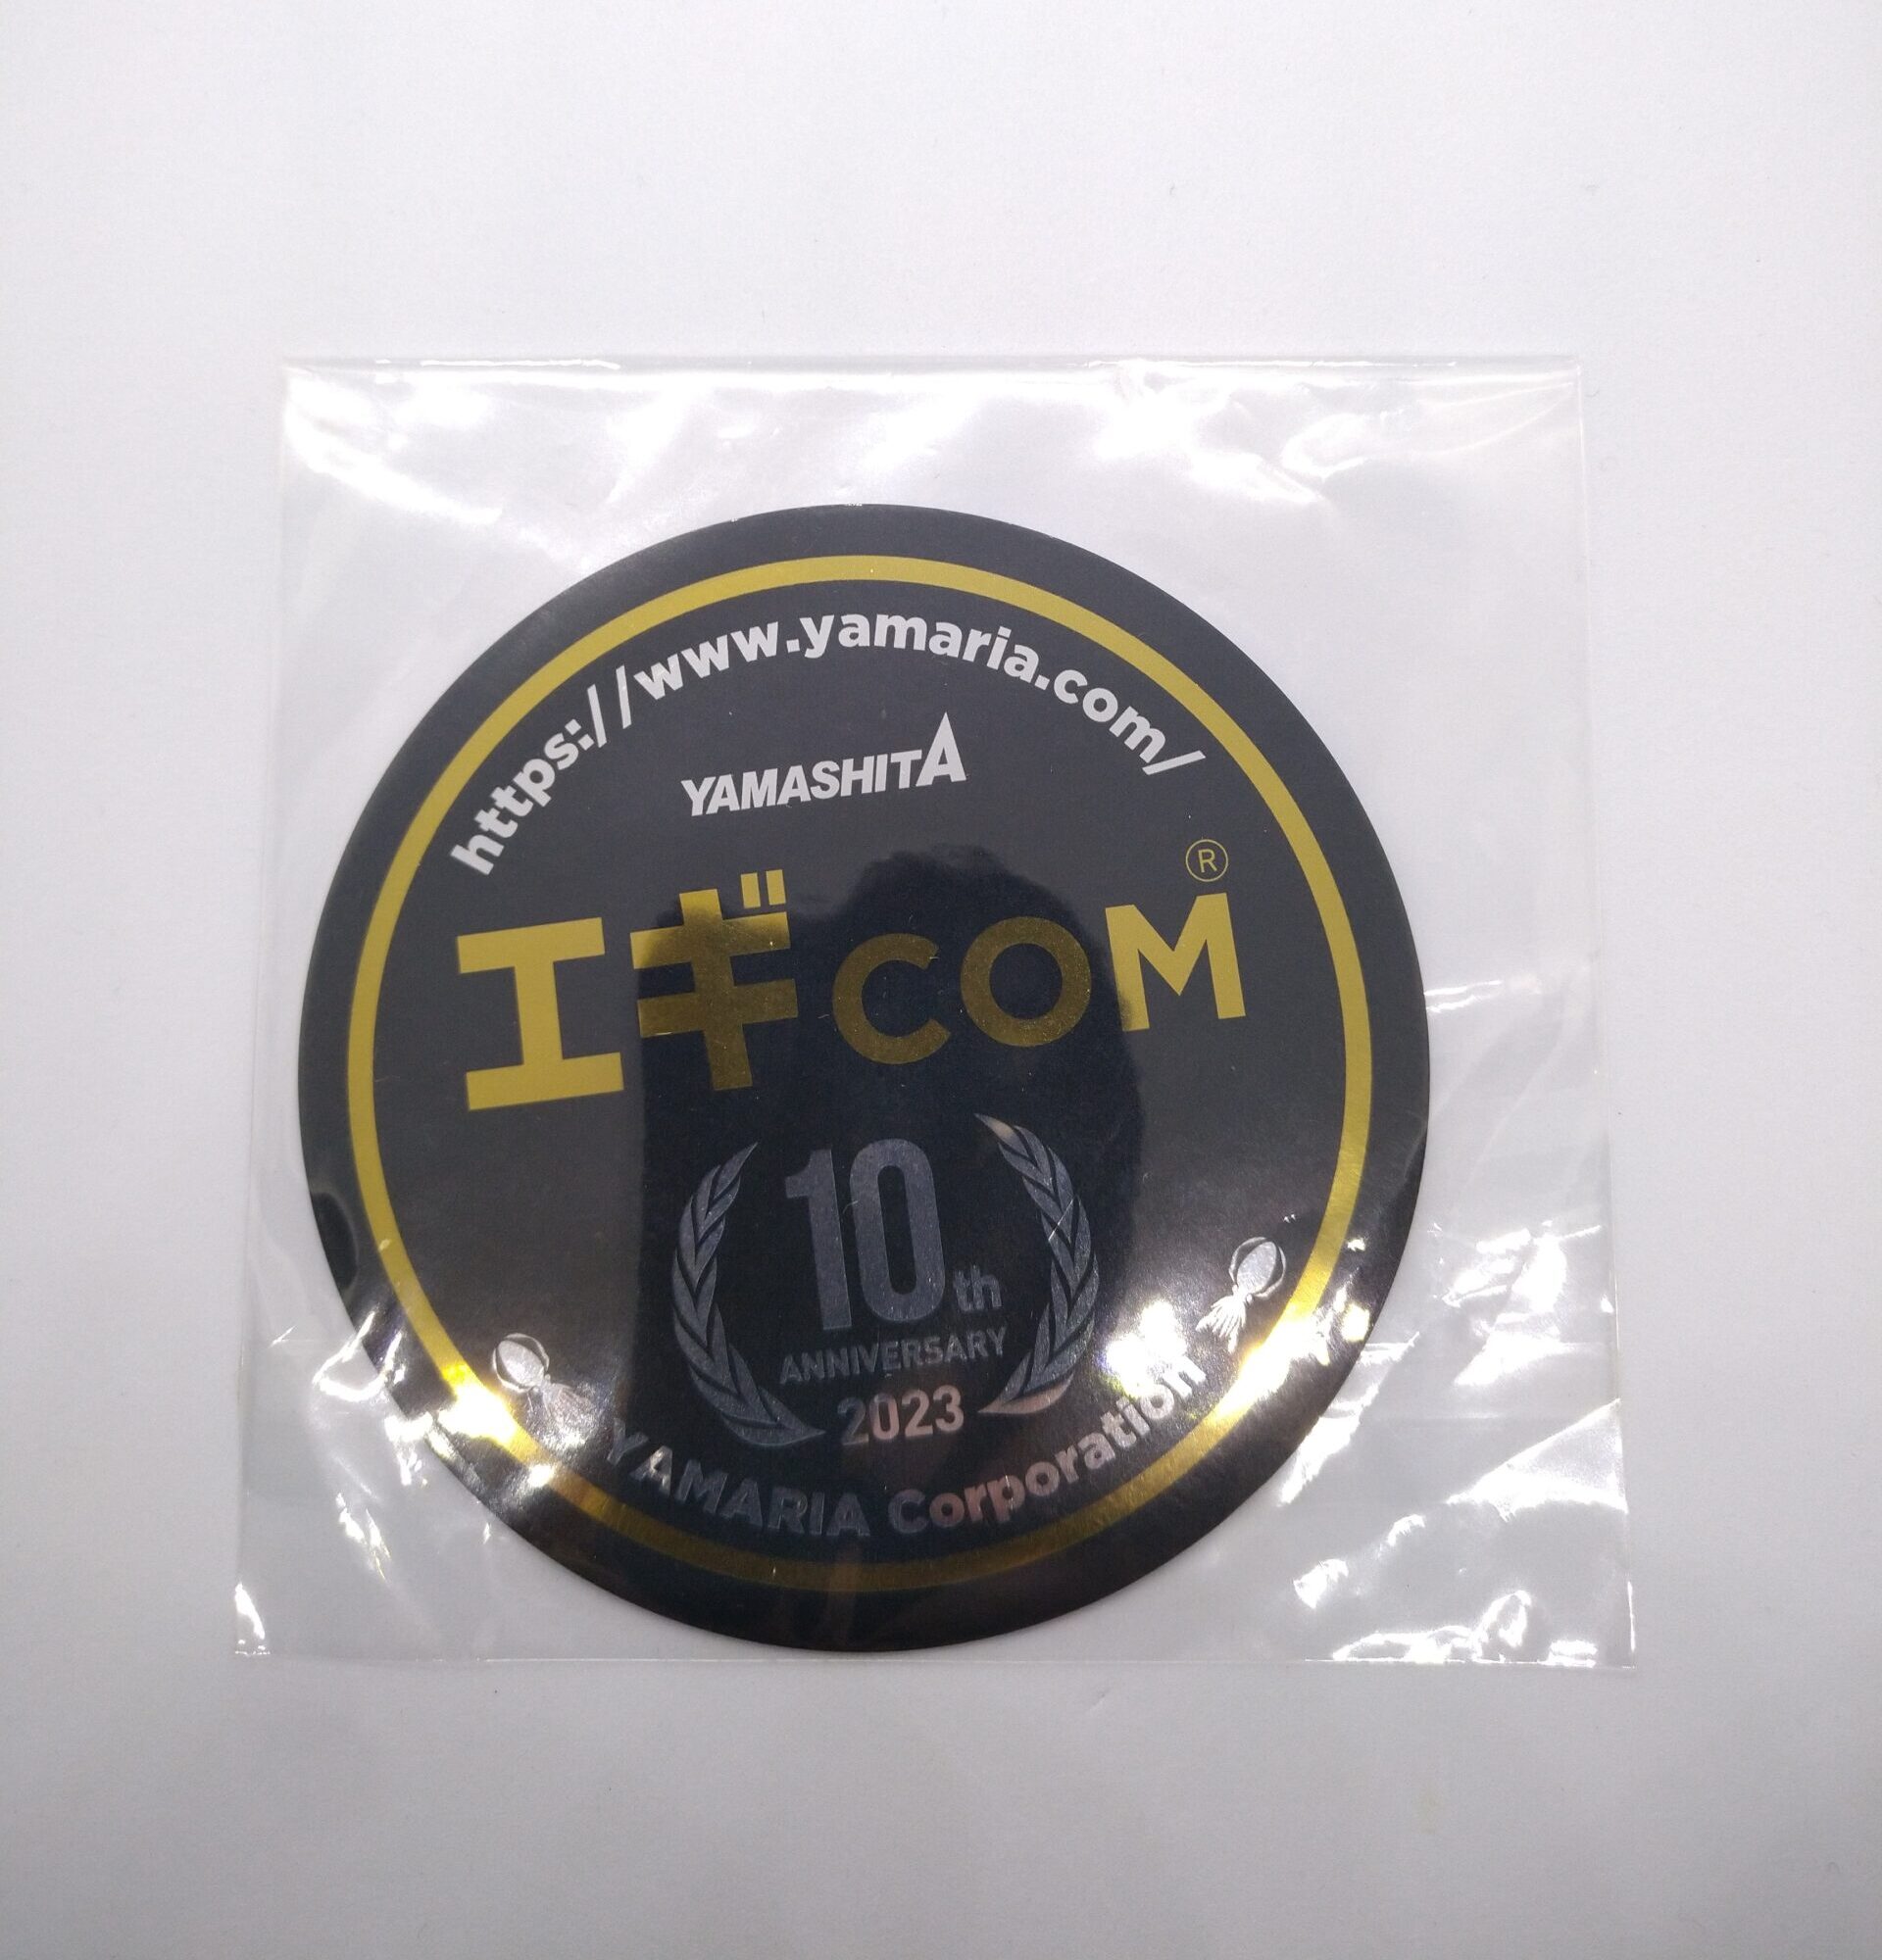 https://www.yamaria.com/
YAMASHITA
エギCOM®
10th
ANNIVERSARY
2023
YAMARIA Corporation